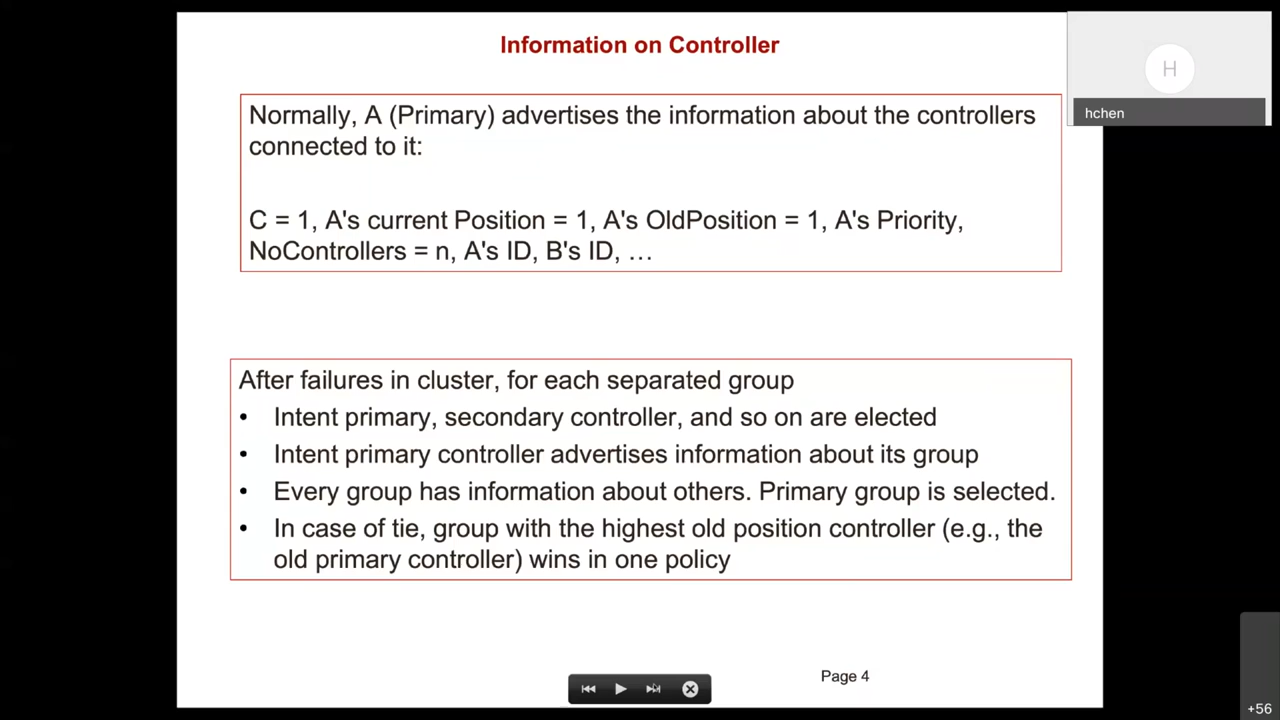 Information on Controller
H
hchen
Normally, A (Primary) advertises the information about the controllers
connected to it:
C = 1, A's current Position = 1, A's OldPosition = 1, A's Priority,
NoControllers = n, A's ID, B's ID, …
After failures in cluster, for each separated group
• Intent primary, secondary controller, and so on are elected
• Intent primary controller advertises information about its group
• Every group has information about others. Primary group is selected.
• In case of tie, group with the highest old position controller (e.g., the
old primary controller) wins in one policy
Page 4
+56